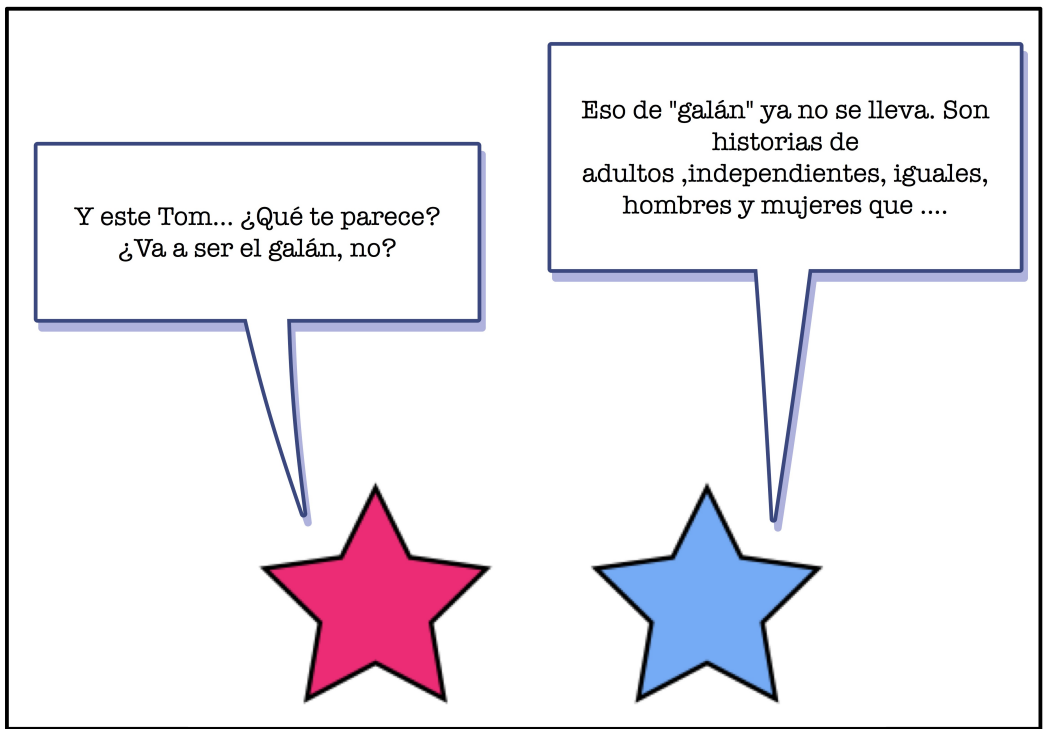 Y este Tom... ¿Qué te parece?
¿Va a ser el galán, no?
Eso de "galán" ya no se lleva. Son
historias de
adultos ,independientes, iguales,
hombres y mujeres que ....